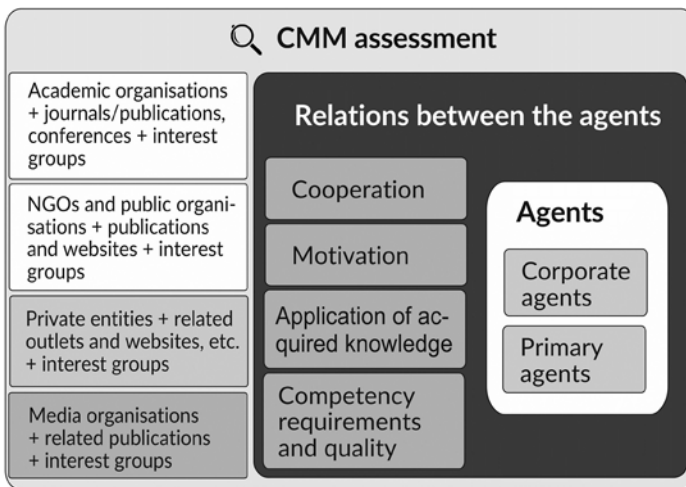 CMM assessment
Academic organisations
+ journals/publications,
conferences + interest
groups
NGOs and public organi-
sations + publications
and websites + interest
groups
Private entities + related
outlets and websites, etc.
+ interest groups
Media organisations
+ related publications
+ interest groups
Relations between the agents
Cooperation
Motivation
Application of ac-
quired knowledge
Competency
requirements
and quality
Agents
Corporate
agents
Primary
agents